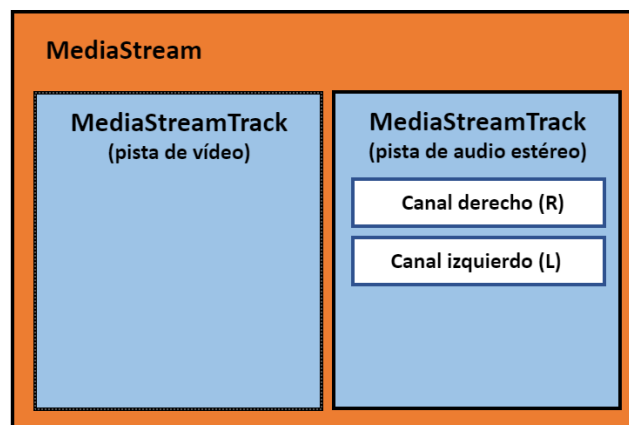 MediaStream
MediaStreamTrack
(pista de vídeo)
MediaStreamTrack
(pista de audio estéreo)
Canal derecho (R)
Canal izquierdo (L)